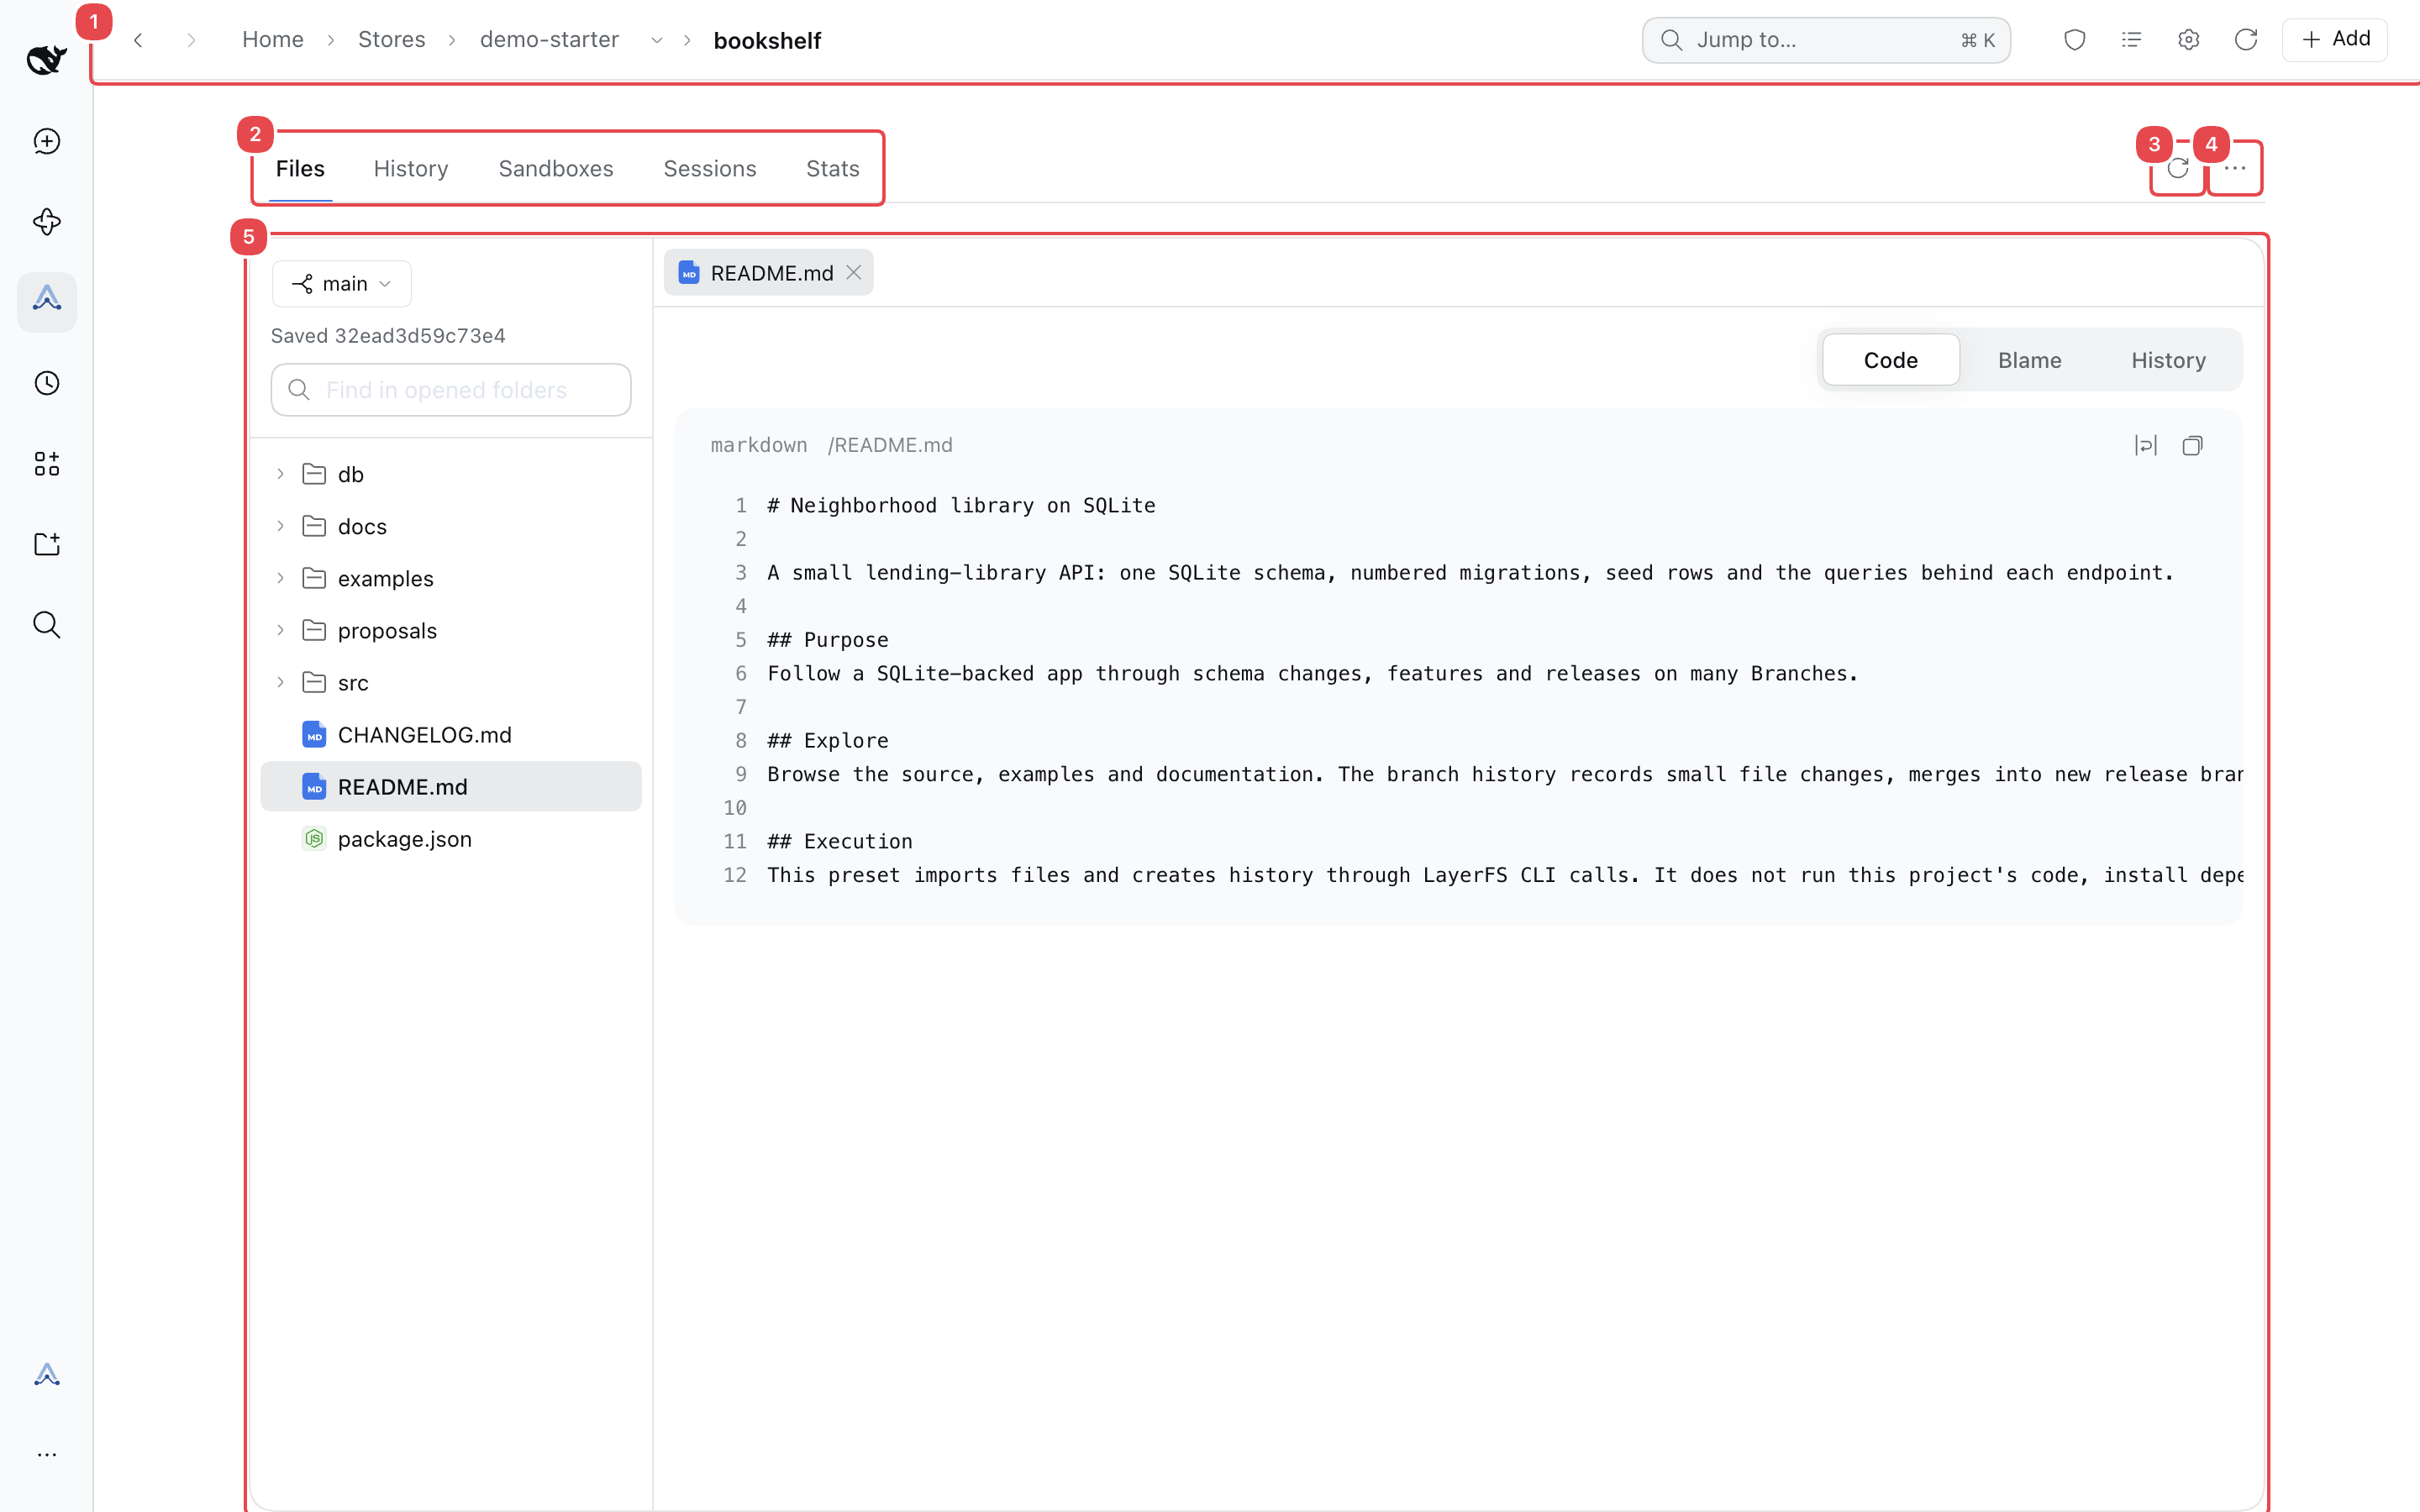 1
Home > Stores > demo-starter > bookshelf
Jump to... ⌘ K
+ Add
2
Files History Sandboxes Sessions Stats
3
4
...
5
main
Saved 32ead3d59c73e4
Find in opened folders
db
docs
examples
proposals
src
MD CHANGELOG.md
MD README.md
JS package.json
MD README.md
Code Blame History
markdown /README.md
1 # Neighborhood library on SQLite
2
3 A small lending-library API: one SQLite schema, numbered migrations, seed rows and the queries behind each endpoint.
4
5 ## Purpose
6 Follow a SQLite-backed app through schema changes, features and releases on many Branches.
7
8 ## Explore
9 Browse the source, examples and documentation. The branch history records small file changes, merges into new release bran
10
11 ## Execution
12 This preset imports files and creates history through LayerFS CLI calls. It does not run this project's code, install depe
...